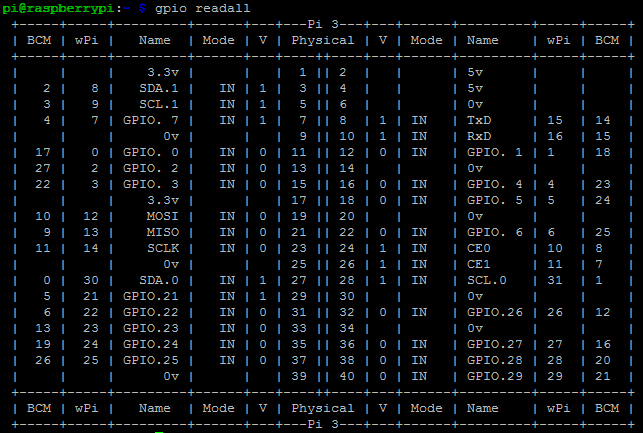 pi@raspberrypi:~ $ gpio readall
+-----+-----+---------+------+---+---Pi 3---+---+------+---------+-----+-----+
| BCM | wPi |   Name  | Mode | V | Physical | V | Mode | Name    | wPi | BCM |
+-----+-----+---------+------+---+----++----+---+------+---------+-----+-----+
|     |     |    3.3v |      |   |  1 || 2  |   |      | 5v      |     |     |
|   2 |   8 |   SDA.1 |   IN | 1 |  3 || 4  |   |      | 5v      |     |     |
|   3 |   9 |   SCL.1 |   IN | 1 |  5 || 6  |   |      | 0v      |     |     |
|   4 |   7 | GPIO. 7 |   IN | 1 |  7 || 8  | 1 | IN   | TxD     | 15  | 14  |
|     |     |      0v |      |   |  9 || 10 | 1 | IN   | RxD     | 16  | 15  |
|  17 |   0 | GPIO. 0 |   IN | 0 | 11 || 12 | 0 | IN   | GPIO. 1 | 1   | 18  |
|  27 |   2 | GPIO. 2 |   IN | 0 | 13 || 14 |   |      | 0v      |     |     |
|  22 |   3 | GPIO. 3 |   IN | 0 | 15 || 16 | 0 | IN   | GPIO. 4 | 4   | 23  |
|     |     |    3.3v |      |   | 17 || 18 | 0 | IN   | GPIO. 5 | 5   | 24  |
|  10 |  12 |    MOSI |   IN | 0 | 19 || 20 |   |      | 0v      |     |     |
|   9 |  13 |    MISO |   IN | 0 | 21 || 22 | 0 | IN   | GPIO. 6 | 6   | 25  |
|  11 |  14 |    SCLK |   IN | 0 | 23 || 24 | 1 | IN   | CE0     | 10  | 8   |
|     |     |      0v |      |   | 25 || 26 | 1 | IN   | CE1     | 11  | 7   |
|   0 |  30 |   SDA.0 |   IN | 1 | 27 || 28 | 1 | IN   | SCL.0   | 31  | 1   |
|   5 |  21 | GPIO.21 |   IN | 1 | 29 || 30 |   |      | 0v      |     |     |
|   6 |  22 | GPIO.22 |   IN | 0 | 31 || 32 | 0 | IN   | GPIO.26 | 26  | 12  |
|  13 |  23 | GPIO.23 |   IN | 0 | 33 || 34 |   |      | 0v      |     |     |
|  19 |  24 | GPIO.24 |   IN | 0 | 35 || 36 | 0 | IN   | GPIO.27 | 27  | 16  |
|  26 |  25 | GPIO.25 |   IN | 0 | 37 || 38 | 0 | IN   | GPIO.28 | 28  | 20  |
|     |     |      0v |      |   | 39 || 40 | 0 | IN   | GPIO.29 | 29  | 21  |
+-----+-----+---------+------+---+----++----+---+------+---------+-----+-----+
| BCM | wPi |   Name  | Mode | V | Physical | V | Mode | Name    | wPi | BCM |
+-----+-----+---------+------+---+---Pi 3---+---+------+---------+-----+-----+